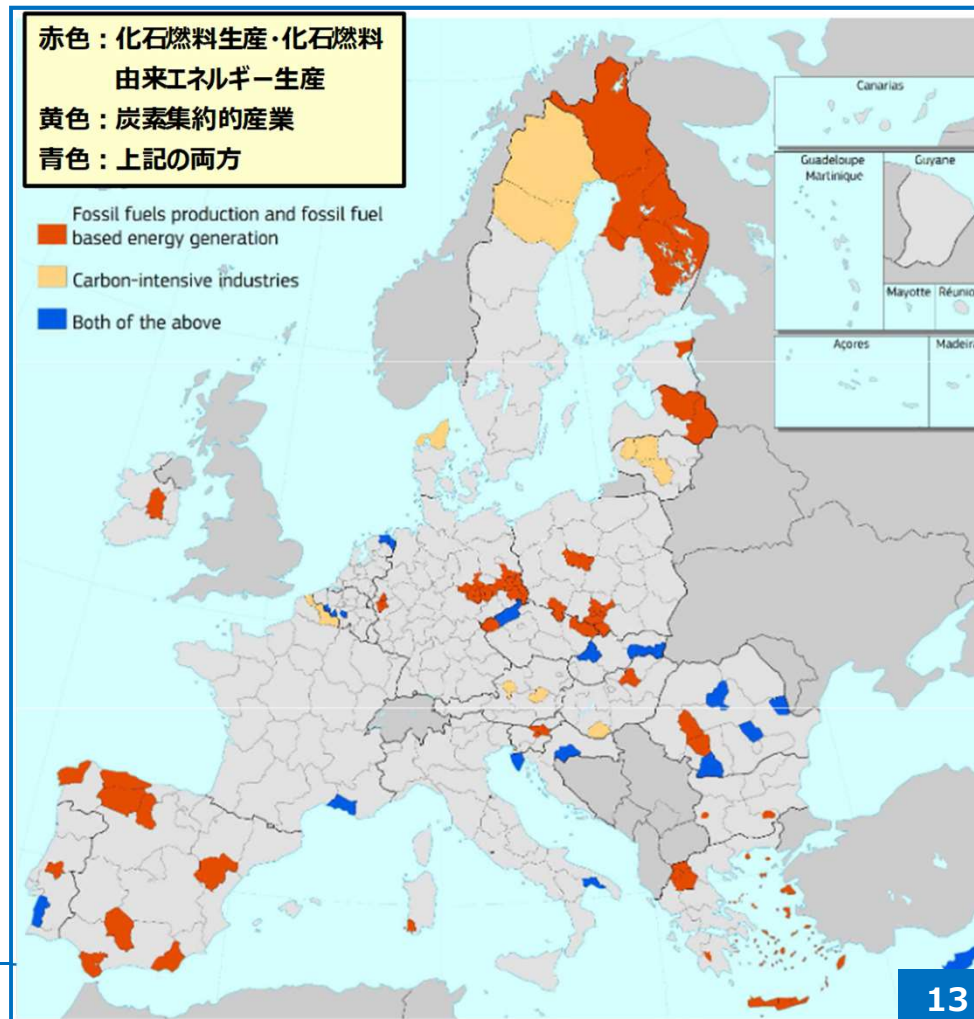 赤色：化石燃料生産･化石燃料
由来エネルギー生産
黄色：炭素集約的産業
青色：上記の両方
Fossil fuels production and fossil fuel
based energy generation
Carbon-intensive industries
Both of the above
Canarias
Guadeloupe
Martinique
Guyane
Mayotte
Réunion
Açores
Madeira
13